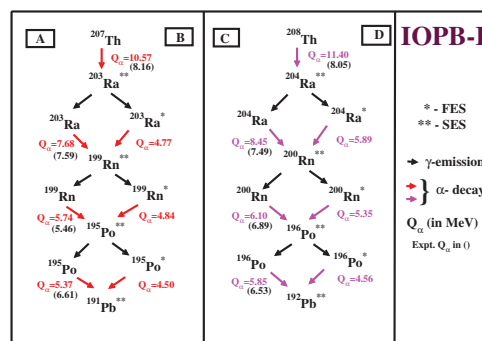 A
B
²⁰⁷Th
Qα=10.57
(8.16)
²⁰³Ra**
²⁰³Ra
²⁰³Ra*
Qα=7.68
(7.59)
Qα=4.77
¹⁹⁹Rn**
¹⁹⁹Rn
¹⁹⁹Rn*
Qα=5.74
(5.46)
Qα=4.84
¹⁹⁵Po**
¹⁹⁵Po
¹⁹⁵Po*
Qα=5.37
(6.61)
Qα=4.50
¹⁹¹Pb**
C
D
²⁰⁸Th
Qα=11.40
(8.05)
²⁰⁴Ra**
²⁰⁴Ra
²⁰⁴Ra*
Qα=8.45
(7.49)
Qα=5.89
²⁰⁰Rn**
²⁰⁰Rn
²⁰⁰Rn*
Qα=6.10
(6.89)
Qα=5.35
¹⁹⁶Po**
¹⁹⁶Po
¹⁹⁶Po*
Qα=5.85
(6.53)
Qα=4.56
¹⁹²Pb**
IOPB-I
* - FES
** - SES
γ-emission
} α- decay
Qα (in MeV)
Expt. Qα in ()